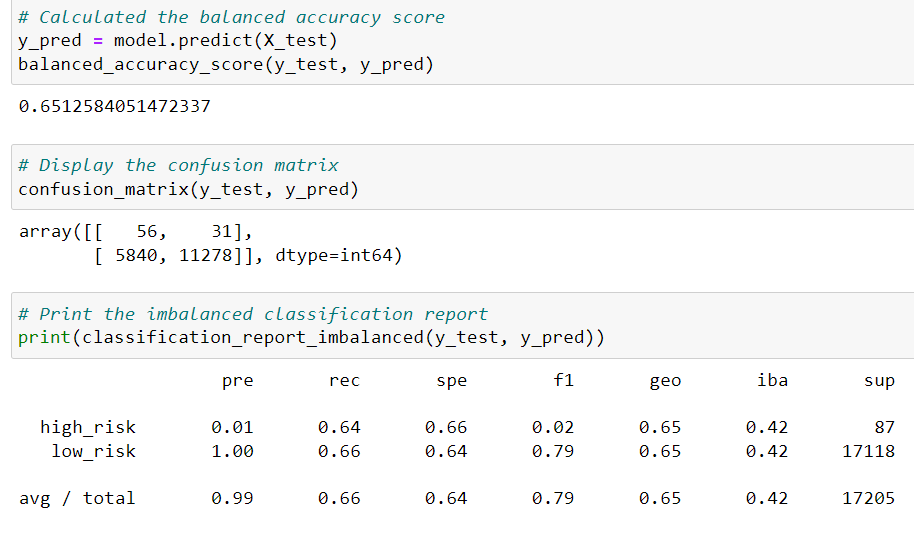 # Calculated the balanced accuracy score
y_pred = model.predict(X_test)
balanced_accuracy_score(y_test, y_pred)
0.6512584051472337
# Display the confusion matrix
confusion_matrix(y_test, y_pred)
array([[   56,    31],
       [ 5840, 11278]], dtype=int64)
# Print the imbalanced classification report
print(classification_report_imbalanced(y_test, y_pred))
                   pre       rec       spe        f1       geo       iba       sup
  high_risk       0.01      0.64      0.66      0.02      0.65      0.42        87
   low_risk       1.00      0.66      0.64      0.79      0.65      0.42     17118
avg / total       0.99      0.66      0.64      0.79      0.65      0.42     17205